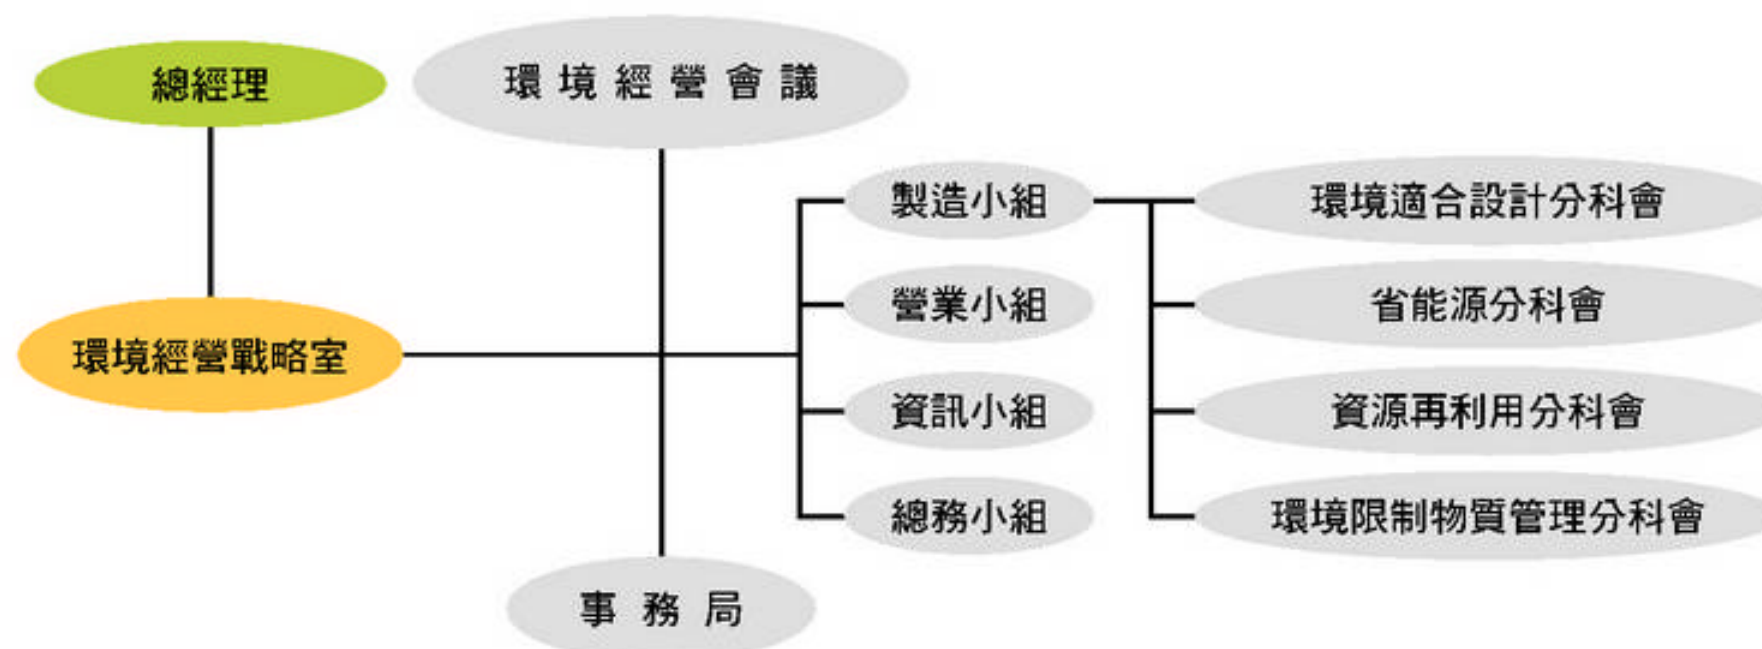 總經理
環境經營會議
製造小組
環境適合設計分科會
營業小組
省能源分科會
環境經營戰略室
資訊小組
資源再利用分科會
總務小組
環境限制物質管理分科會
事務局